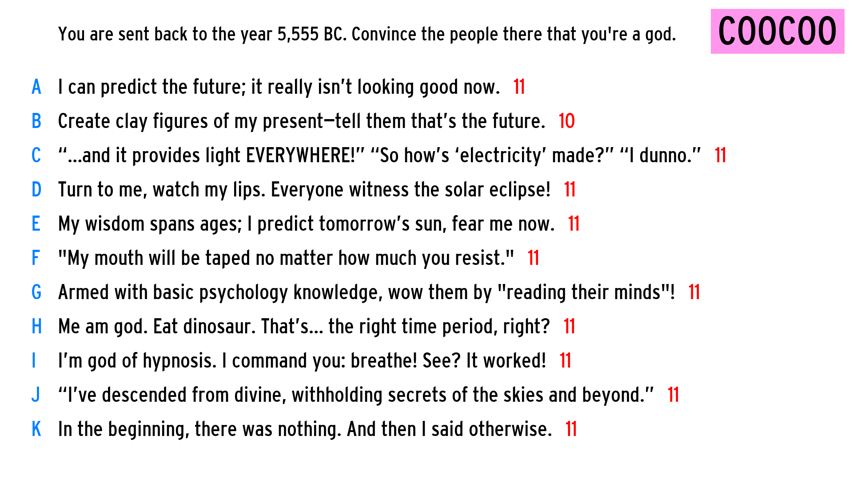 You are sent back to the year 5,555 BC. Convince the people there that you're a god.
COOCOO
A I can predict the future; it really isn’t looking good now. 11
B Create clay figures of my present—tell them that’s the future. 10
C “...and it provides light EVERYWHERE!” “So how’s ‘electricity’ made?” “I dunno.” 11
D Turn to me, watch my lips. Everyone witness the solar eclipse! 11
E My wisdom spans ages; I predict tomorrow’s sun, fear me now. 11
F "My mouth will be taped no matter how much you resist." 11
G Armed with basic psychology knowledge, wow them by "reading their minds"! 11
H Me am god. Eat dinosaur. That’s... the right time period, right? 11
I I’m god of hypnosis. I command you: breathe! See? It worked! 11
J “I’ve descended from divine, withholding secrets of the skies and beyond.” 11
K In the beginning, there was nothing. And then I said otherwise. 11